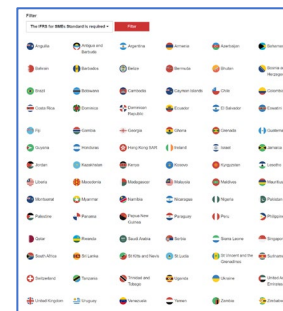 Filter
The IFRS for SMEs Standard is required
Filter
Anguilla
Antigua and
Barbuda
Argentina
Armenia
Azerbaijan
Bahamas
Bahrain
Barbados
Belize
Bermuda
Bhutan
Bosnia a
Herzego
Brazil
Botswana
Cambodia
Cayman Islands
Chile
Colombia
Costa Rica
Dominica
Dominican
Republic
Ecuador
El Salvador
Eswatini
Fiji
Gambia
Georgia
Ghana
Grenada
Guatemala
Guyana
Honduras
Hong Kong SAR
Ireland
Israel
Jamaica
Jordan
Kazakhstan
Kenya
Kosovo
Kyrgyzstan
Lesotho
Liberia
Macedonia
Madagascar
Malaysia
Maldives
Mauritius
Montserrat
Myanmar
Namibia
Nicaragua
Nigeria
Pakistan
Palestine
Panama
Papua New
Guinea
Paraguay
Peru
Philippines
Qatar
Rwanda
Saudi Arabia
Serbia
Sierra Leone
Singapore
South Africa
Sri Lanka
St Kitts and Nevis
St Lucia
St Vincent and the
Grenadines
Suriname
Switzerland
Tanzania
Trinidad and
Tobago
Uganda
Ukraine
United Ar
Emirates
United Kingdom
Uruguay
Venezuela
Yemen
Zambia
Zimbabwe